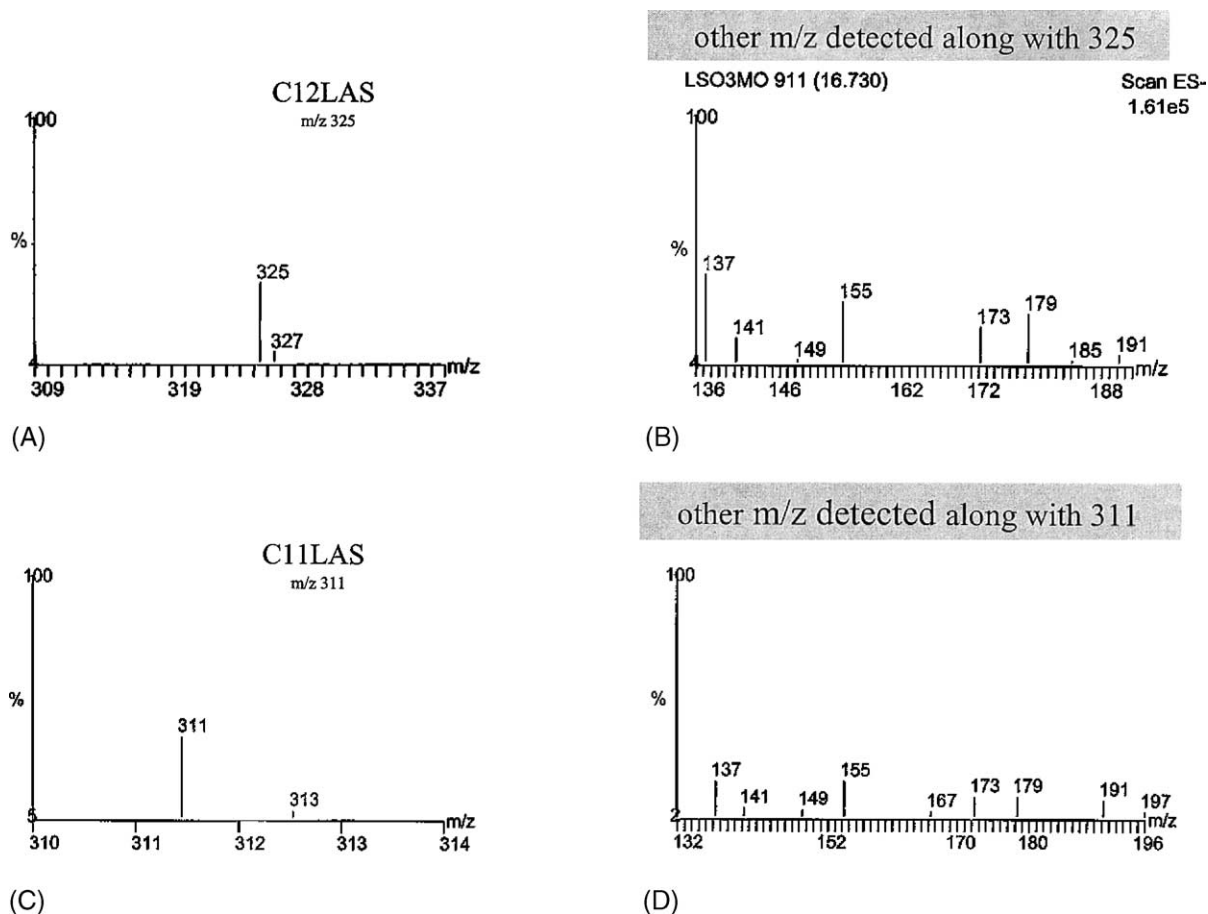 C12LAS
m/z 325
100
%
4
325
327
m/z
309 319 328 337
(A)
other m/z detected along with 325
LSO3MO 911 (16.730) Scan ES-
1.61e5
100
%
4
137
141
149
155
173
179
185
191
m/z
136 146 162 172 188
(B)
C11LAS
m/z 311
100
%
5
311
313
m/z
310 311 312 313 314
(C)
other m/z detected along with 311
100
%
2
137
141
149
155
167
173
179
191
197
m/z
132 152 170 180 196
(D)